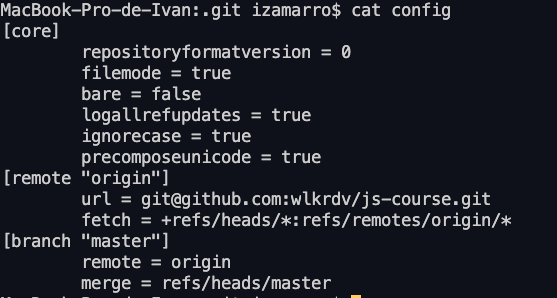 MacBook-Pro-de-Ivan:.git izamarro$ cat config
[core]
        repositoryformatversion = 0
        filemode = true
        bare = false
        logallrefupdates = true
        ignorecase = true
        precomposeunicode = true
[remote "origin"]
        url = git@github.com:wlkrdv/js-course.git
        fetch = +refs/heads/*:refs/remotes/origin/*
[branch "master"]
        remote = origin
        merge = refs/heads/master